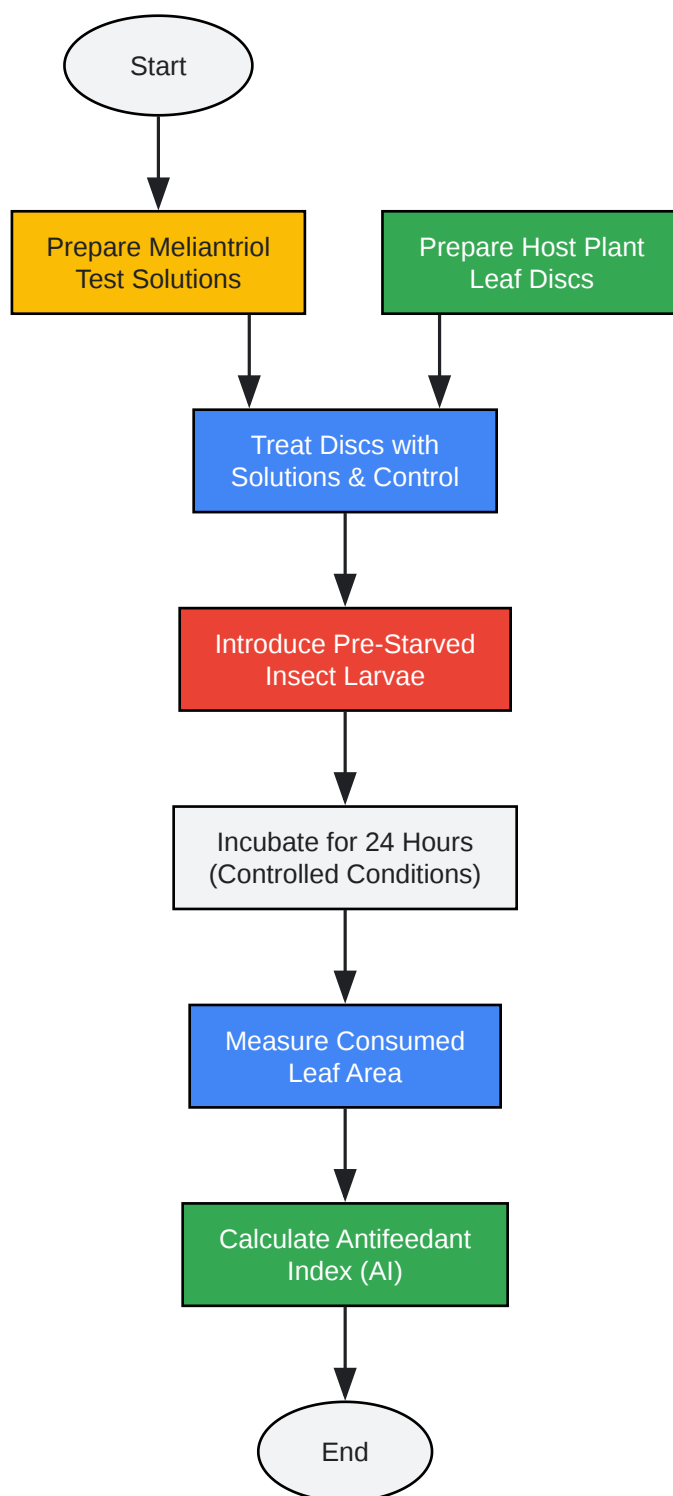 Start
Prepare Meliantriol
Test Solutions
Prepare Host Plant
Leaf Discs
Treat Discs with
Solutions & Control
Introduce Pre-Starved
Insect Larvae
Incubate for 24 Hours
(Controlled Conditions)
Measure Consumed
Leaf Area
Calculate Antifeedant
Index (AI)
End